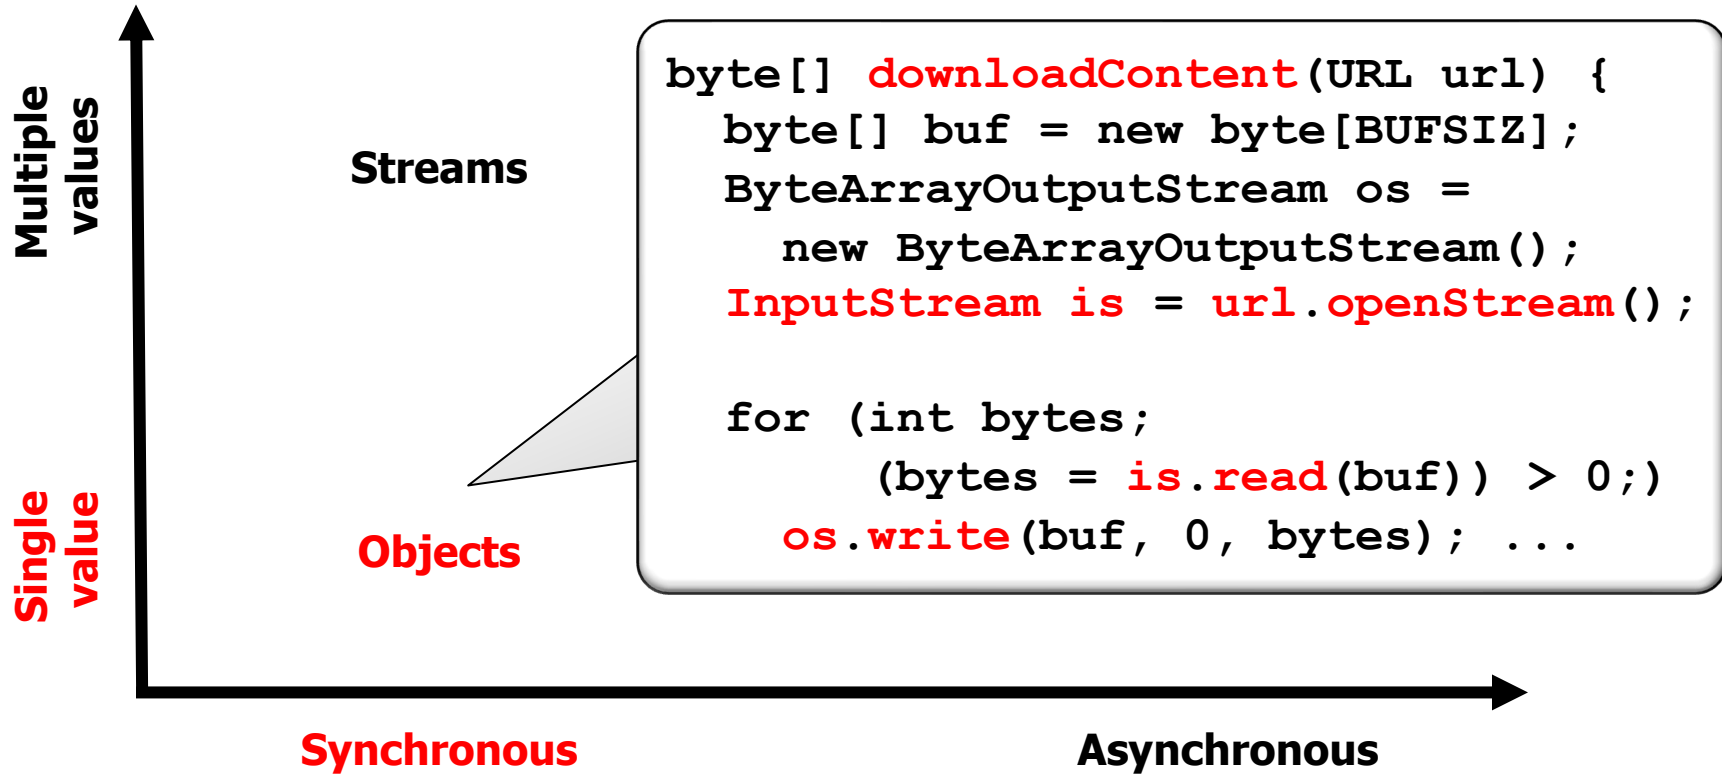 Multiple
values
Streams
byte[] downloadContent(URL url) {
byte[] buf = new byte[BUFSIZ];
ByteArrayOutputStream os =
new ByteArrayOutputStream();
InputStream is = url.openStream();
for (int bytes;
(bytes = is.read(buf)) > 0;)
os.write(buf, 0, bytes); ...
Single
value
Objects
Synchronous
Asynchronous